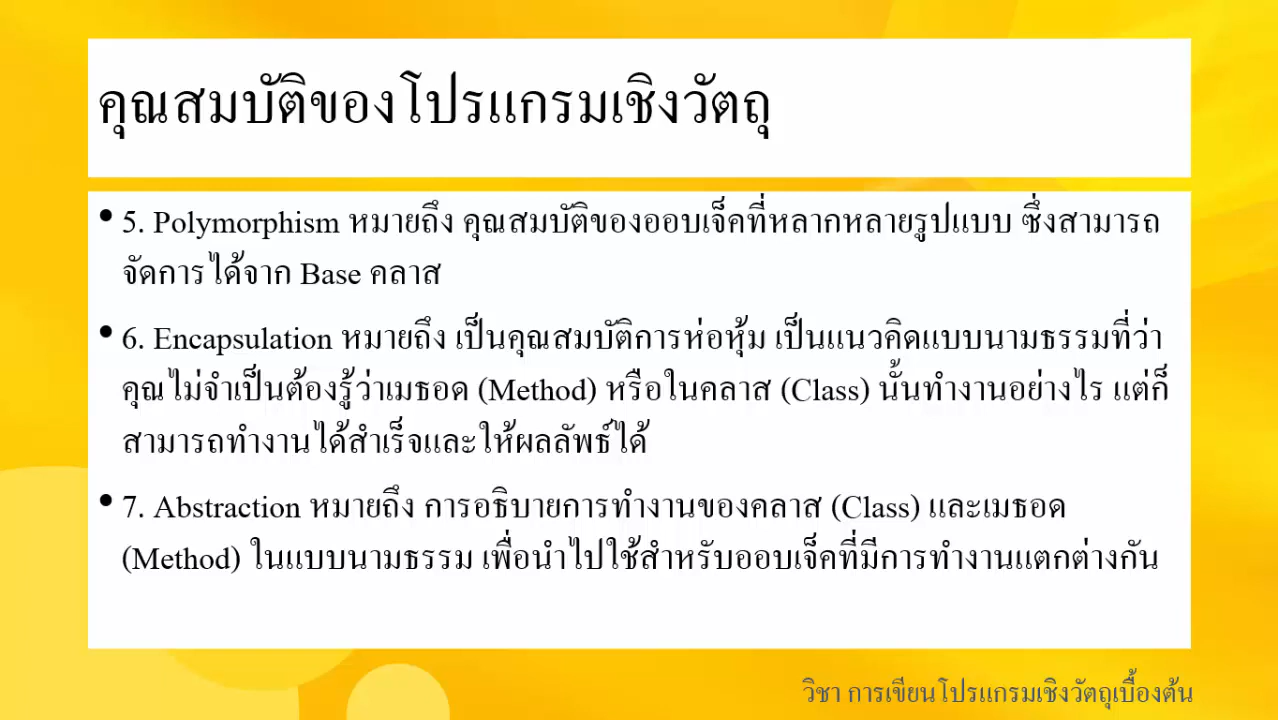 คุณสมบัติของโปรแกรมเชิงวัตถุ
• 5. Polymorphism หมายถึง คุณสมบัติของออบเจ็คที่หลากหลายรูปแบบ ซึ่งสามารถ
จัดการได้จาก Base คลาส
• 6. Encapsulation หมายถึง เป็นคุณสมบัติการห่อหุ้ม เป็นแนวคิดแบบนามธรรมที่ว่า
คุณไม่จำเป็นต้องรู้ว่าเมธอด (Method) หรือในคลาส (Class) นั้นทำงานอย่างไร แต่ก็
สามารถทำงานได้สำเร็จและให้ผลลัพธ์ได้
• 7. Abstraction หมายถึง การอธิบายการทำงานของคลาส (Class) และเมธอด
(Method) ในแบบนามธรรม เพื่อนำไปใช้สำหรับออบเจ็คที่มีการทำงานแตกต่างกัน
วิชา การเขียนโปรแกรมเชิงวัตถุเบื้องต้น